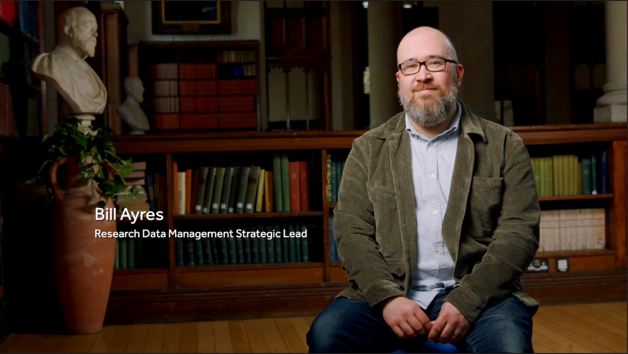 Bill Ayres
Research Data Management Strategic Lead